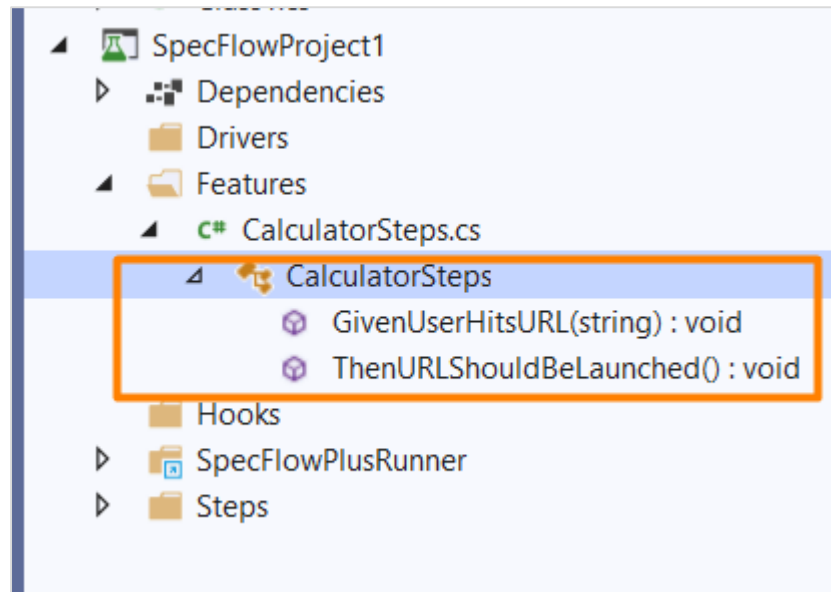 SpecFlowProject1
Dependencies
Drivers
Features
C# CalculatorSteps.cs
CalculatorSteps
GivenUserHitsURL(string) : void
ThenURLShouldBeLaunched() : void
Hooks
SpecFlowPlusRunner
Steps